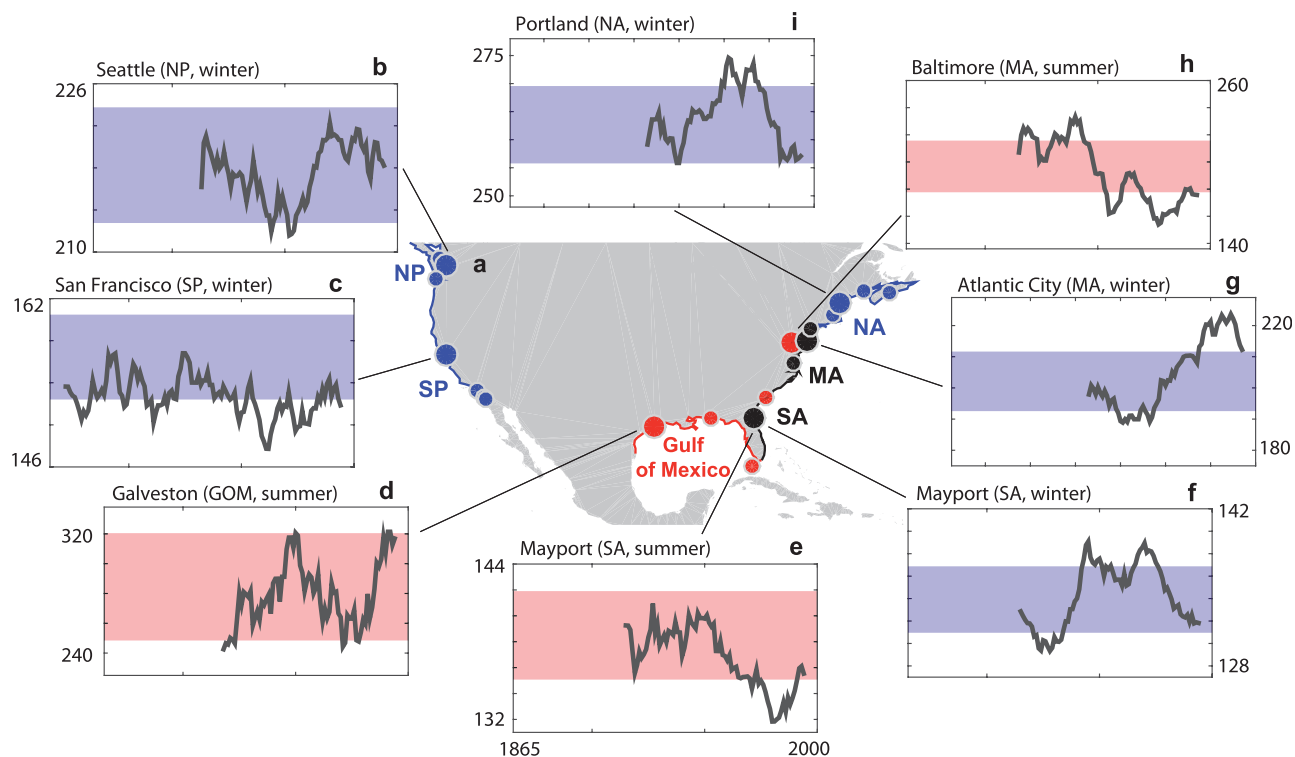 Portland (NA, winter)
i
275
250
Seattle (NP, winter)
b
226
210
Baltimore (MA, summer)
h
260
140
San Francisco (SP, winter)
c
162
146
a
NP
SP
NA
MA
SA
Gulf
of Mexico
Atlantic City (MA, winter)
g
220
180
Galveston (GOM, summer)
d
320
240
Mayport (SA, summer)
e
144
132
1865
2000
Mayport (SA, winter)
f
142
128